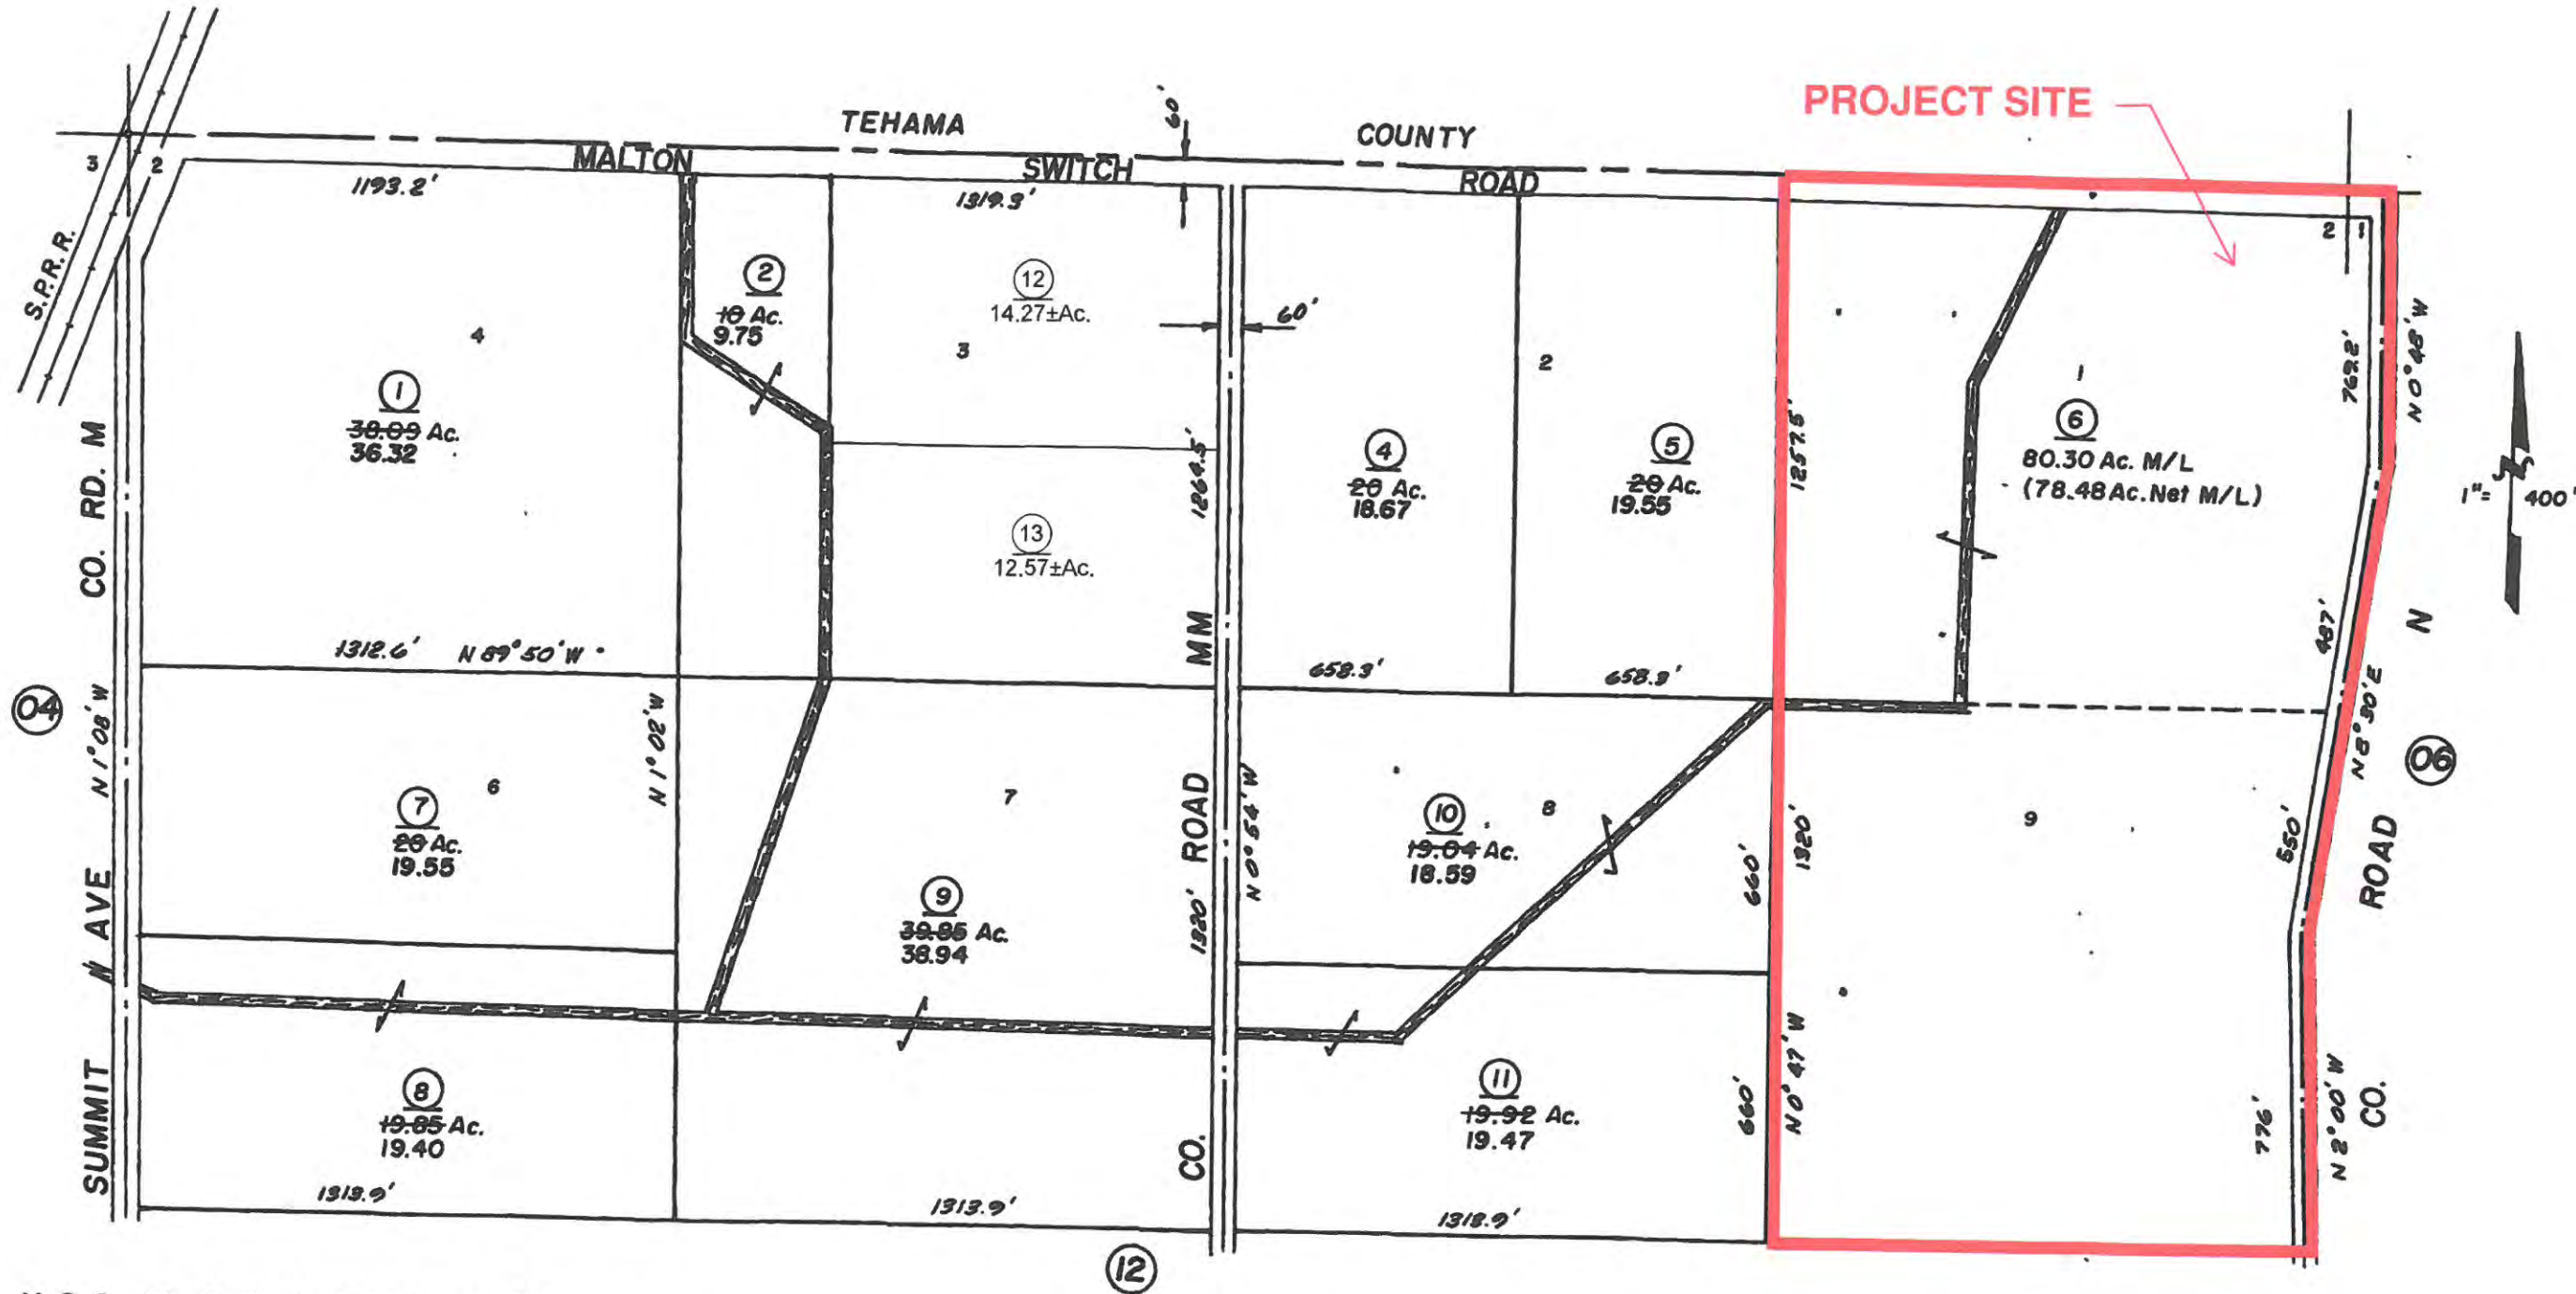 PROJECT SITE
TEHAMA COUNTY
60'
MALTON SWITCH ROAD
3 2
1193.2'
1319.3'
2 1
S.P.R.R.
2
10 Ac.
9.75
12
14.27±Ac.
60'
4
3
2
1
1
38.09 Ac.
36.32
4
20 Ac.
18.67
5
20 Ac.
19.55
1257.5'
6
80.30 Ac. M/L
(78.48 Ac. Net M/L)
769.2'
N 0° 48' W
1"= 400'
CO. RD. M
13
12.57±Ac.
1264.5'
1312.6' N 89° 50' W
658.3'
658.3'
487'
N 8° 30' E
04
N 1° 08' W
N 1° 02' W
06
6
7
20 Ac.
19.55
7
9
39.85 Ac.
38.94
CO. ROAD MM
1320'
N 0° 54' W
10
19.04 Ac.
18.59
8
660'
1320'
9
550'
CO. ROAD N
SUMMIT AVE
8
19.85 Ac.
19.40
11
19.92 Ac.
19.47
660'
N 0° 47' W
776'
N 2° 00' W
1313.9'
1313.9'
1318.9'
12